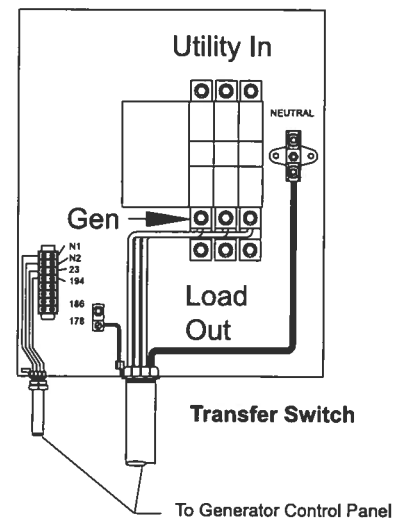 Utility In
NEUTRAL
Gen
N1
N2
23
194
186
178
Load
Out
Transfer Switch
To Generator Control Panel